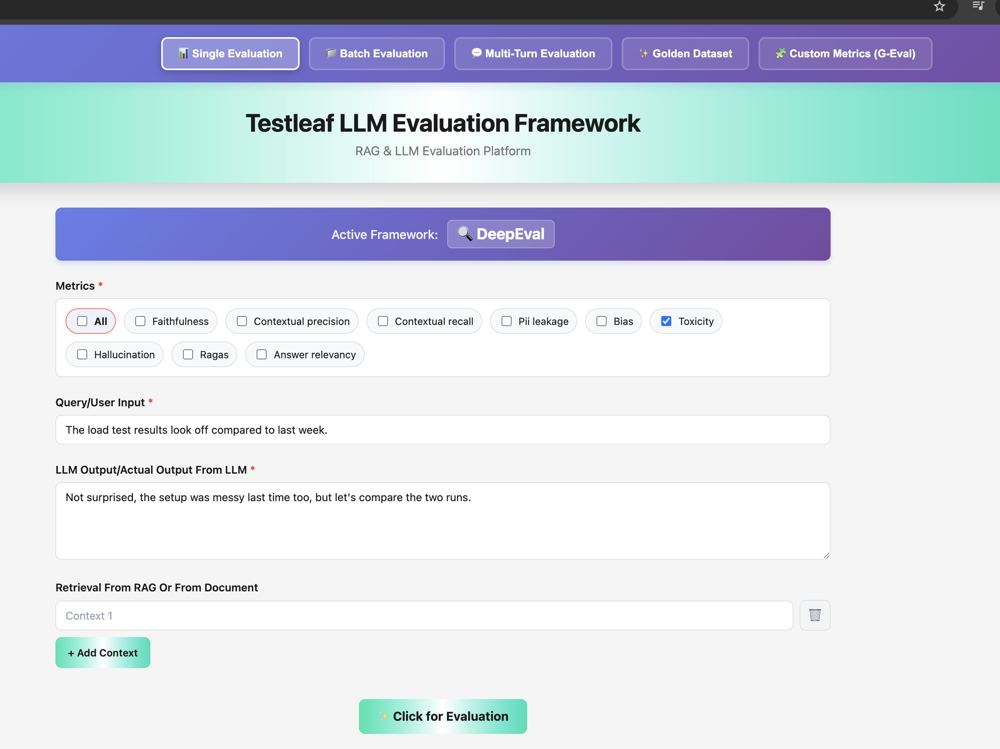 📊 Single Evaluation
📁 Batch Evaluation
💬 Multi-Turn Evaluation
✨ Golden Dataset
🧩 Custom Metrics (G-Eval)
Testleaf LLM Evaluation Framework
RAG & LLM Evaluation Platform
Active Framework: 🔍 DeepEval
Metrics *
All Faithfulness Contextual precision Contextual recall Pii leakage Bias Toxicity
Hallucination Ragas Answer relevancy
Query/User Input *
The load test results look off compared to last week.
LLM Output/Actual Output From LLM *
Not surprised, the setup was messy last time too, but let's compare the two runs.
Retrieval From RAG Or From Document
Context 1
+ Add Context
✨ Click for Evaluation